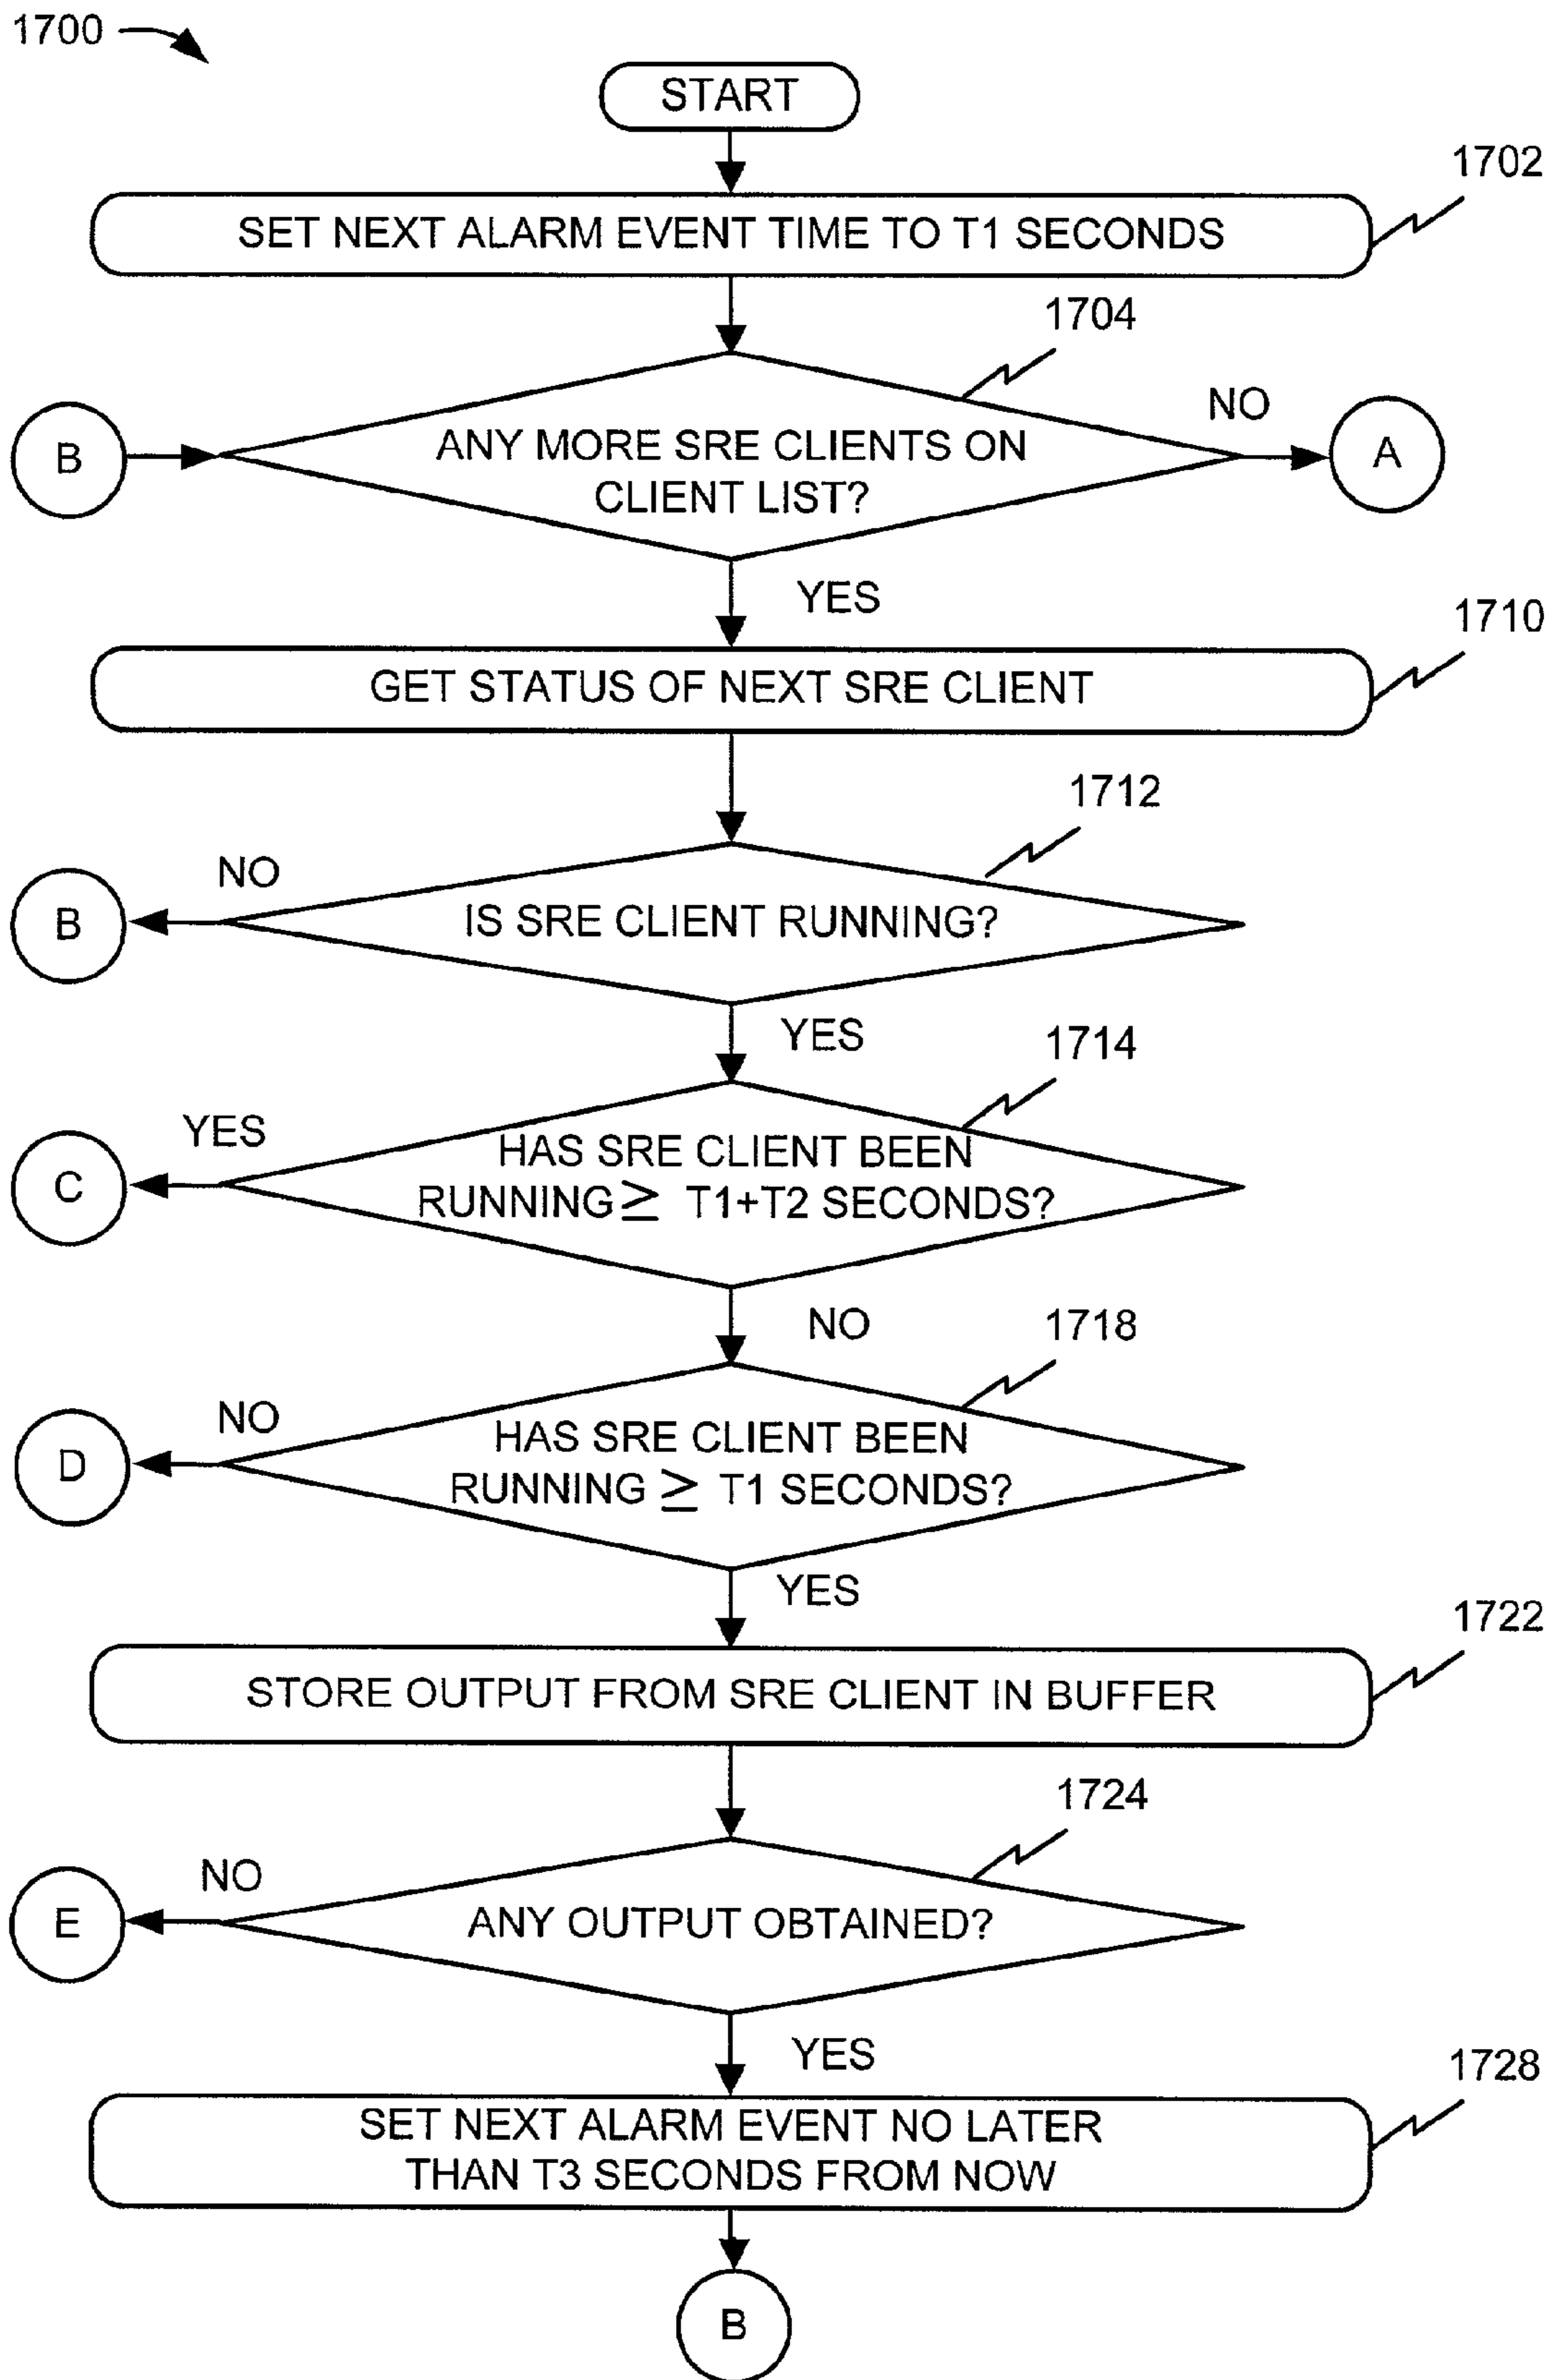 1700
START
1702
SET NEXT ALARM EVENT TIME TO T1 SECONDS
1704
NO
B
ANY MORE SRE CLIENTS ON
CLIENT LIST?
A
YES
1710
GET STATUS OF NEXT SRE CLIENT
1712
NO
B
IS SRE CLIENT RUNNING?
YES
1714
YES
C
HAS SRE CLIENT BEEN
RUNNING ≥ T1+T2 SECONDS?
NO
1718
NO
D
HAS SRE CLIENT BEEN
RUNNING ≥ T1 SECONDS?
YES
1722
STORE OUTPUT FROM SRE CLIENT IN BUFFER
1724
NO
E
ANY OUTPUT OBTAINED?
YES
1728
SET NEXT ALARM EVENT NO LATER
THAN T3 SECONDS FROM NOW
B